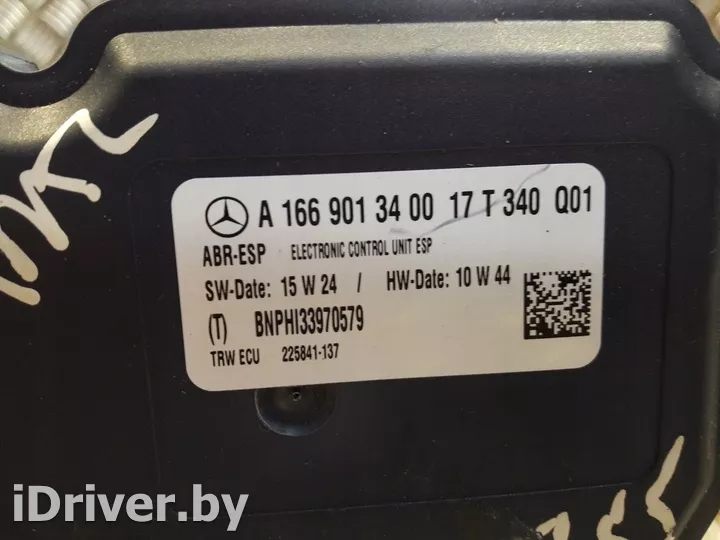 A 166 901 34 00 17 T 340 Q01
ABR-ESP ELECTRONIC CONTROL UNIT ESP
SW-Date: 15 W 24 / HW-Date: 10 W 44
(T) BNPHI33970579
TRW ECU 225841-137
iDriver.by